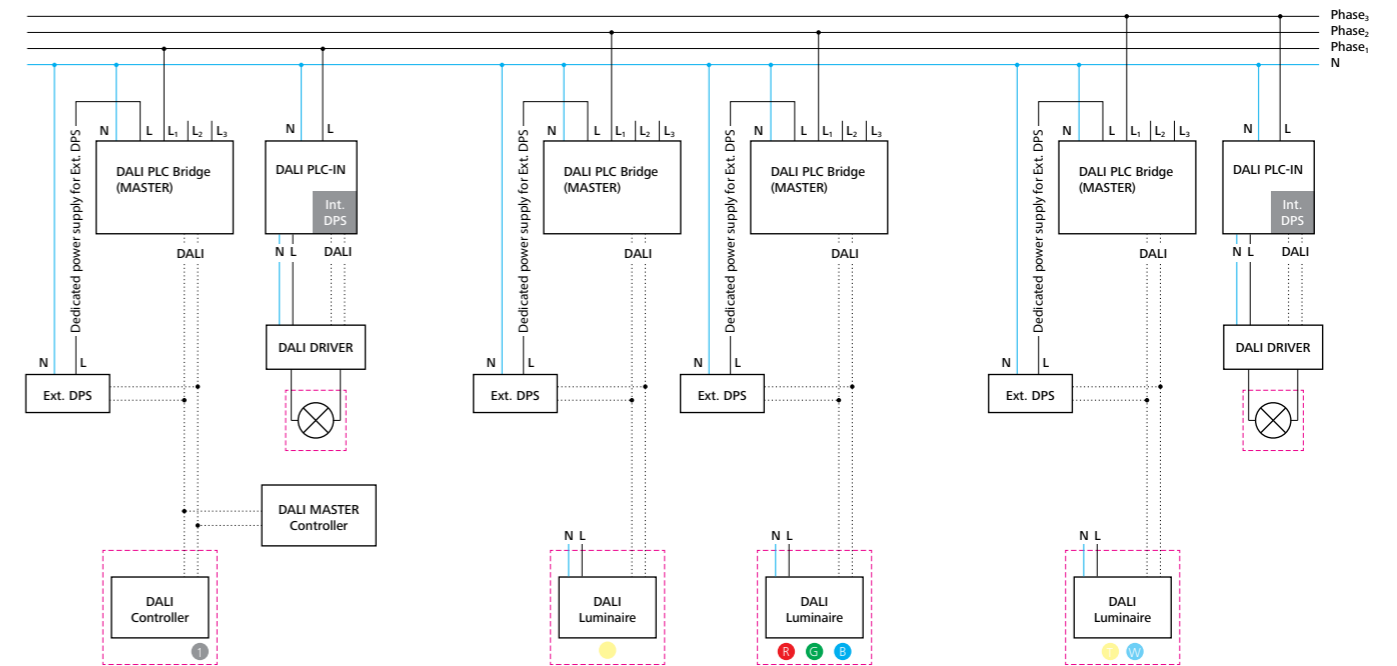 Phase₃
Phase₂
Phase₁
N
N L L₁ L₂ L₃
N L
N L L₁ L₂ L₃
N L L₁ L₂ L₃
N L L₁ L₂ L₃
N L
Dedicated power supply for Ext. DPS
DALI PLC Bridge
(MASTER)
DALI PLC-IN
Int.
DPS
Dedicated power supply for Ext. DPS
DALI PLC Bridge
(MASTER)
Dedicated power supply for Ext. DPS
DALI PLC Bridge
(MASTER)
Dedicated power supply for Ext. DPS
DALI PLC Bridge
(MASTER)
DALI PLC-IN
Int.
DPS
DALI
N L
DALI
DALI
DALI
DALI
N L
DALI
DALI DRIVER
DALI DRIVER
N L
N L
N L
N L
Ext. DPS
Ext. DPS
Ext. DPS
Ext. DPS
DALI MASTER
Controller
N L
N L
N L
DALI
Controller
1
DALI
Luminaire
DALI
Luminaire
R G B
DALI
Luminaire
W